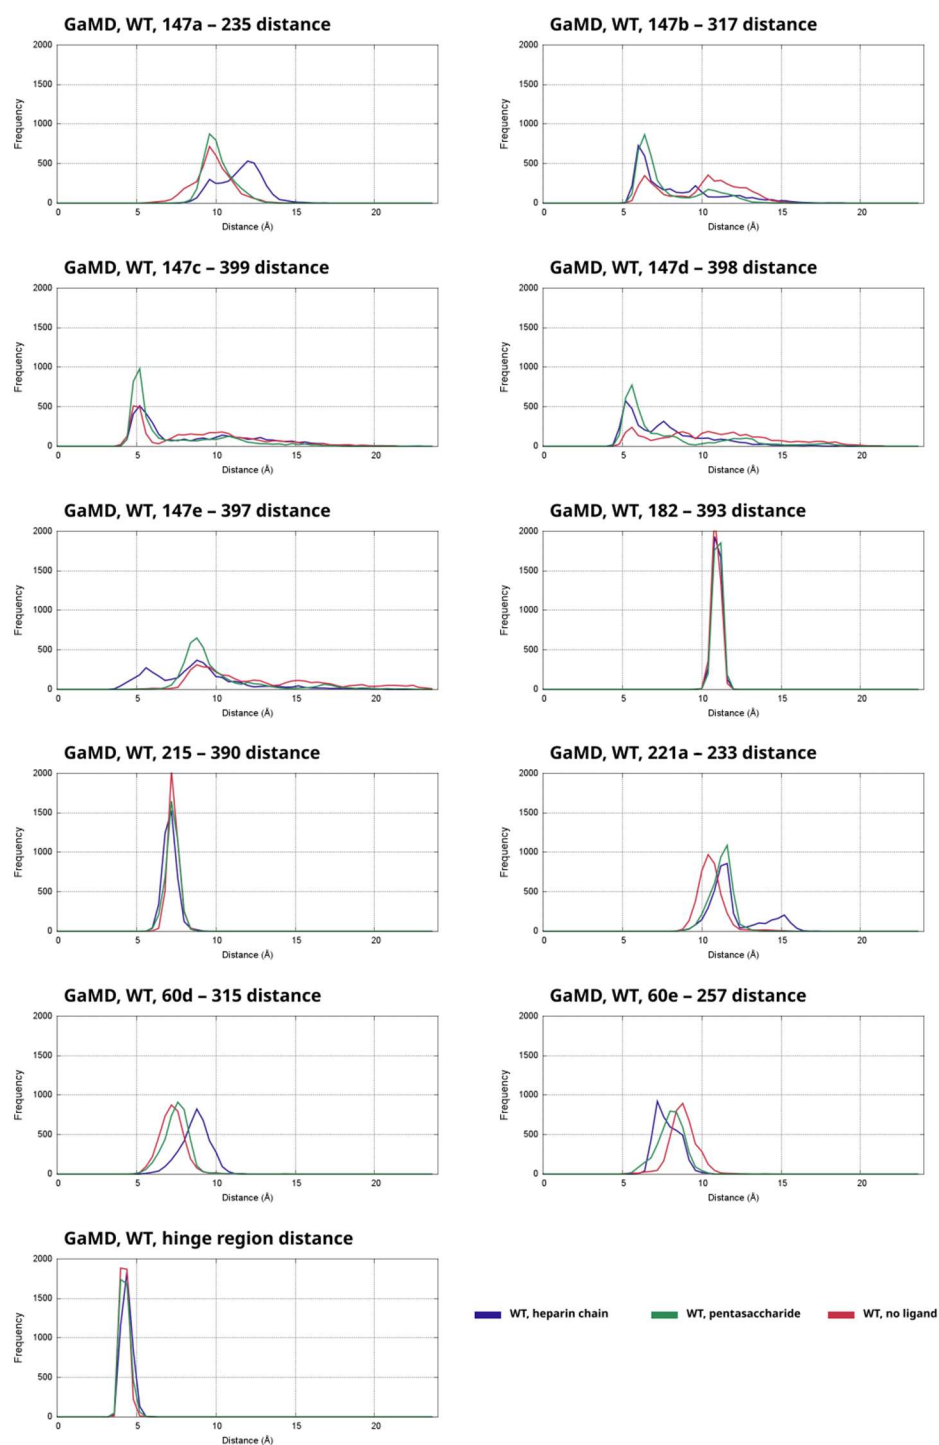 GaMD, WT, 147a – 235 distance
2000
1500
1000
500
0
Frequency
0 5 10 15 20
Distance (Å)
GaMD, WT, 147b – 317 distance
2000
1500
1000
500
0
Frequency
0 5 10 15 20
Distance (Å)
GaMD, WT, 147c – 399 distance
2000
1500
1000
500
0
Frequency
0 5 10 15 20
Distance (Å)
GaMD, WT, 147d – 398 distance
2000
1500
1000
500
0
Frequency
0 5 10 15 20
Distance (Å)
GaMD, WT, 147e – 397 distance
2000
1500
1000
500
0
Frequency
0 5 10 15 20
Distance (Å)
GaMD, WT, 182 – 393 distance
2000
1500
1000
500
0
Frequency
0 5 10 15 20
Distance (Å)
GaMD, WT, 215 – 390 distance
2000
1500
1000
500
0
Frequency
0 5 10 15 20
Distance (Å)
GaMD, WT, 221a – 233 distance
2000
1500
1000
500
0
Frequency
0 5 10 15 20
Distance (Å)
GaMD, WT, 60d – 315 distance
2000
1500
1000
500
0
Frequency
0 5 10 15 20
Distance (Å)
GaMD, WT, 60e – 257 distance
2000
1500
1000
500
0
Frequency
0 5 10 15 20
Distance (Å)
GaMD, WT, hinge region distance
2000
1500
1000
500
0
Frequency
0 5 10 15 20
Distance (Å)
WT, heparin chain
WT, pentasaccharide
WT, no ligand